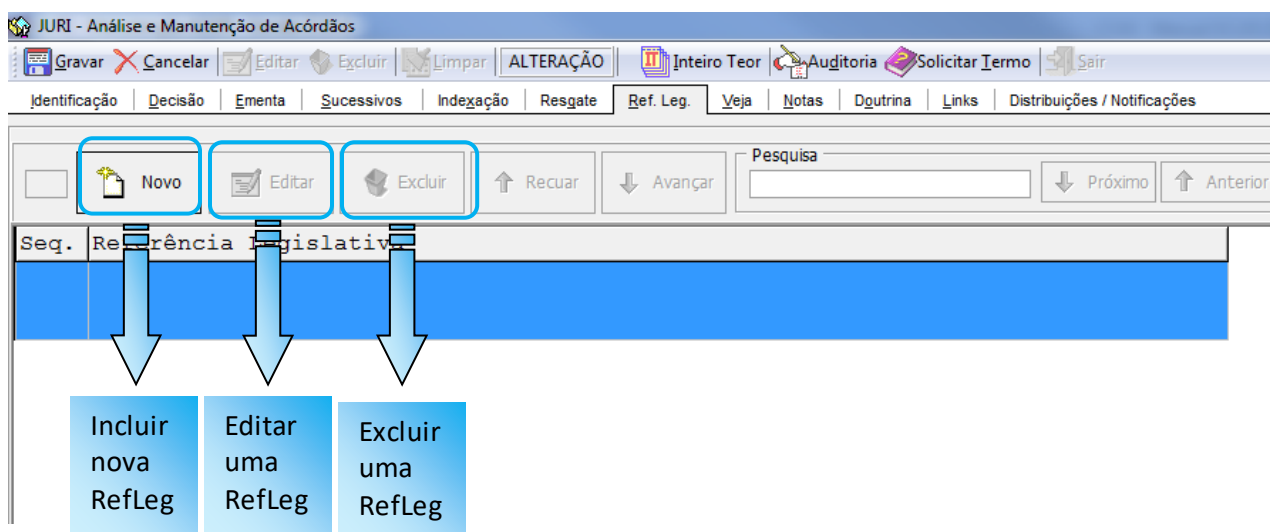 JURI - Análise e Manutenção de Acórdãos
Gravar Cancelar Editar Excluir Limpar ALTERAÇÃO Inteiro Teor Auditoria Solicitar Termo Sair
Identificação Decisão Ementa Sucessivos Indexação Resgate Ref. Leg. Veja Notas Doutrina Links Distribuições / Notificações
Pesquisa
Novo Editar Excluir Recuar Avançar Próximo Anterior
Seq. Referência Legislativa
Incluir nova RefLeg
Editar uma RefLeg
Excluir uma RefLeg